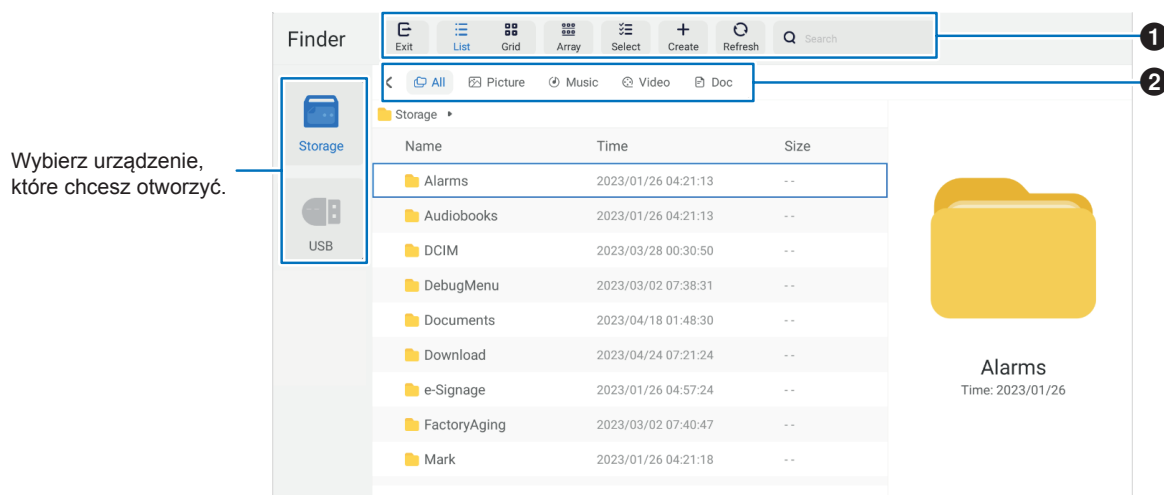 Finder
Exit
List
Grid
Array
Select
Create
Refresh
Search
1
All
Picture
Music
Video
Doc
2
Storage
USB
Wybierz urządzenie,
które chcesz otworzyć.
Storage
Name Time Size
Alarms 2023/01/26 04:21:13 - -
Audiobooks 2023/01/26 04:21:13 - -
DCIM 2023/03/28 00:30:50 - -
DebugMenu 2023/03/02 07:38:31 - -
Documents 2023/04/18 01:48:30 - -
Download 2023/04/24 07:21:24 - -
e-Signage 2023/01/26 04:57:24 - -
FactoryAging 2023/03/02 07:40:47 - -
Mark 2023/01/26 04:21:18 - -
Alarms
Time: 2023/01/26